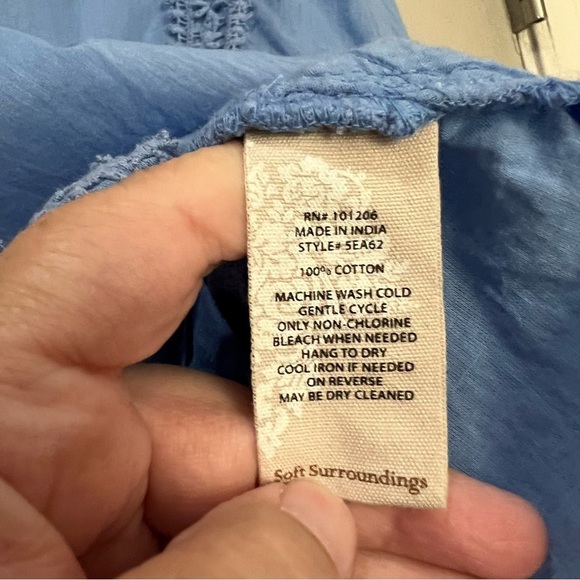 RN# 101206
MADE IN INDIA
STYLE# 5EA62
100% COTTON
MACHINE WASH COLD
GENTLE CYCLE
ONLY NON-CHLORINE
BLEACH WHEN NEEDED
HANG TO DRY
COOL IRON IF NEEDED
ON REVERSE
MAY BE DRY CLEANED
Soft Surroundings